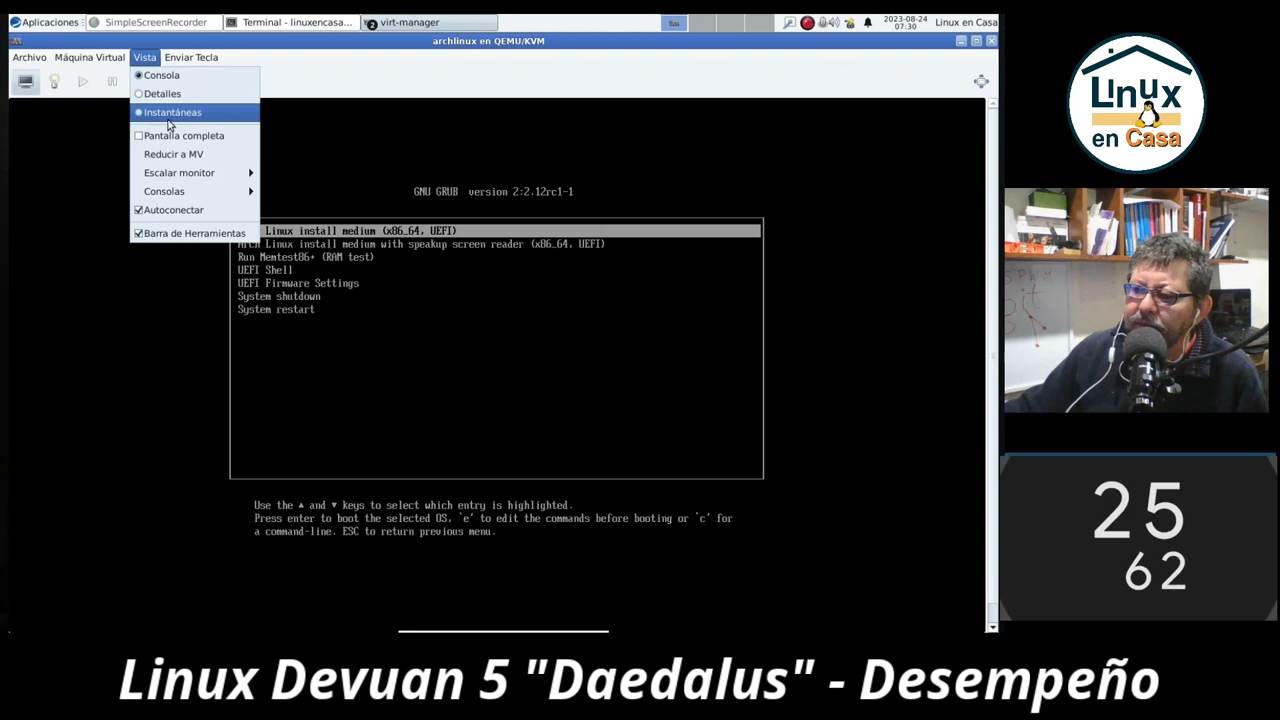 Aplicaciones
SimpleScreenRecorder
Terminal - linuxencasa...
2
virt-manager
2023-08-24
07:30
Linux en Casa
archlinux en QEMU/KVM
Archivo
Máquina Virtual
Vista
Enviar Tecla
Consola
Detalles
Instantáneas
Pantalla completa
Reducir a MV
Escalar monitor
Consolas
Autoconectar
Barra de Herramientas
GNU GRUB version 2:2.12rc1-1
Linux install medium (x86_64, UEFI)
Arch Linux install medium with speakup screen reader (x86_64, UEFI)
Run Memtest86+ (RAM test)
UEFI Shell
UEFI Firmware Settings
System shutdown
System restart
Use the ▲ and ▼ keys to select which entry is highlighted.
Press enter to boot the selected OS, `e' to edit the commands before booting or `c' for
a command-line. ESC to return previous menu.
Linux
en Casa
25
62
Linux Devuan 5 "Daedalus" - Desempeño